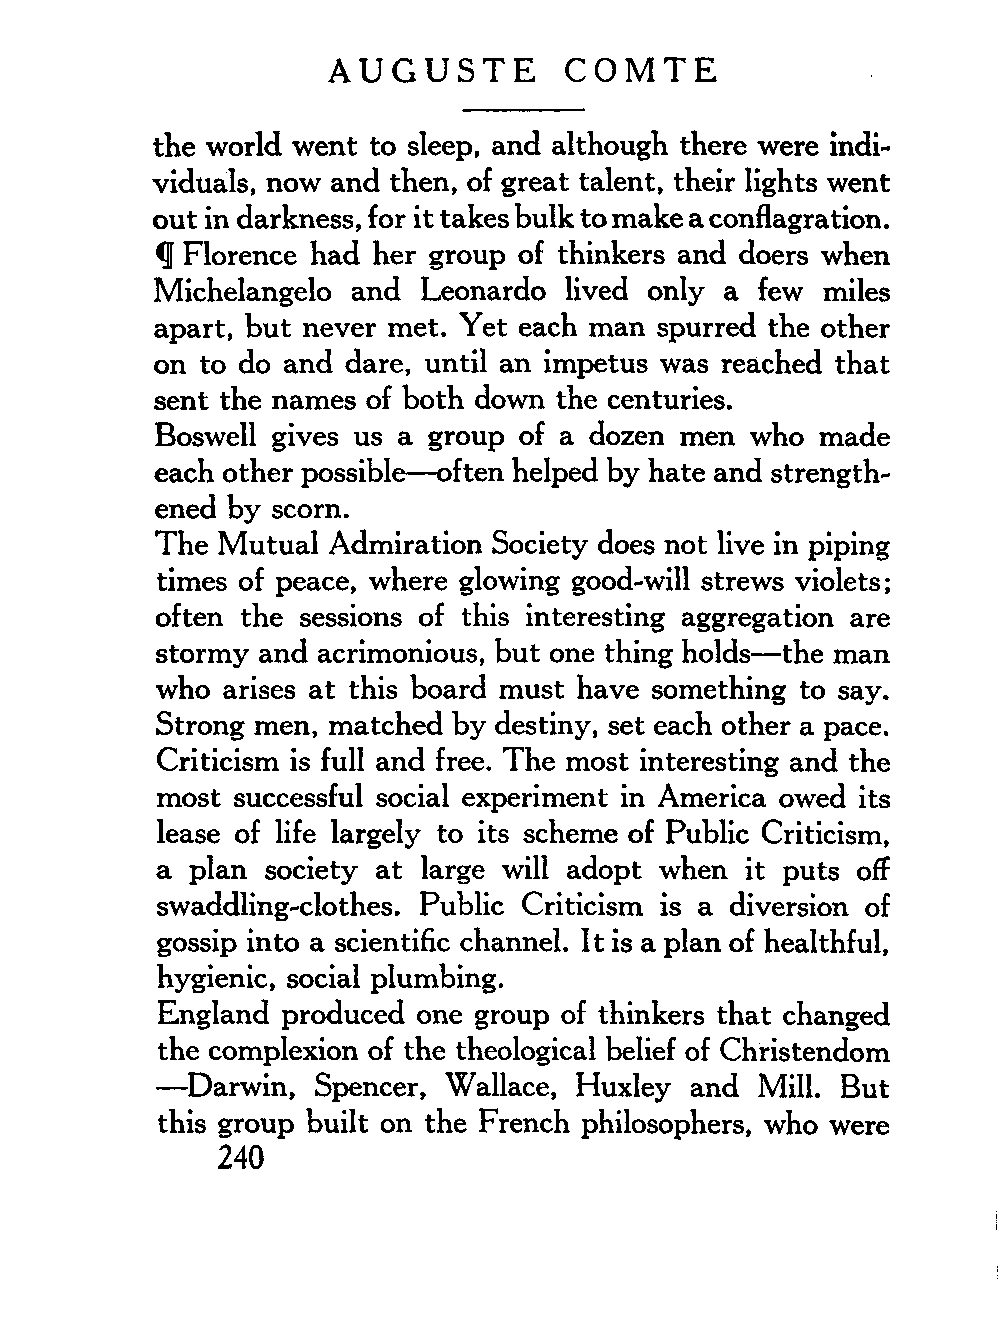 AUGUSTE COMTE
the world went to sleep, and although there were indi-
viduals, now and then, of great talent, their lights went
out in darkness, for it takes bulk to make a conflagration.
¶ Florence had her group of thinkers and doers when
Michelangelo and Leonardo lived only a few miles
apart, but never met. Yet each man spurred the other
on to do and dare, until an impetus was reached that
sent the names of both down the centuries.
Boswell gives us a group of a dozen men who made
each other possible—often helped by hate and strength-
ened by scorn.
The Mutual Admiration Society does not live in piping
times of peace, where glowing good-will strews violets;
often the sessions of this interesting aggregation are
stormy and acrimonious, but one thing holds—the man
who arises at this board must have something to say.
Strong men, matched by destiny, set each other a pace.
Criticism is full and free. The most interesting and the
most successful social experiment in America owed its
lease of life largely to its scheme of Public Criticism,
a plan society at large will adopt when it puts off
swaddling-clothes. Public Criticism is a diversion of
gossip into a scientific channel. It is a plan of healthful,
hygienic, social plumbing.
England produced one group of thinkers that changed
the complexion of the theological belief of Christendom
—Darwin, Spencer, Wallace, Huxley and Mill. But
this group built on the French philosophers, who were
240